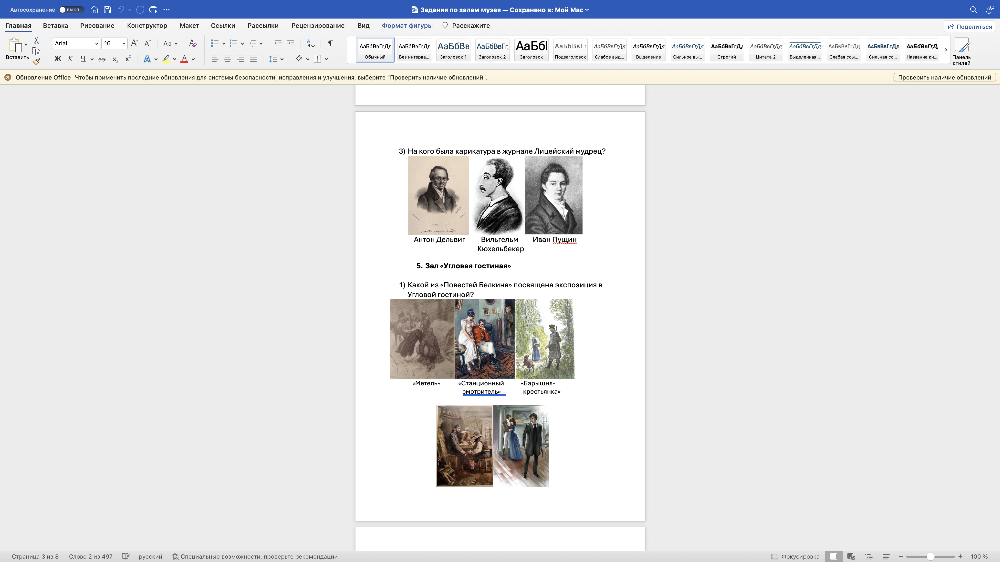 Автосохранение выкл.
Задания по залам музея — Сохранено в: Мой Mac
Главная Вставка Рисование Конструктор Макет Ссылки Рассылки Рецензирование Вид Формат фигуры Расскажите Поделиться
Вставить
Arial 16
Ж К Ч ab x₂ x²
АаБбВвГгДд АаБбВвГгДд АаБбВв АаБбВвГг, АаБб АаБбВвГг АаБбВвГгДд АаБбВвГгДд АаБбВвГгДд АаБбВвГгДд АаБбВвГгДд АаБбВвГгДд АаБбВвГгДд АаБбВвГгДд АаБбВвГгД,
Обычный Без интерва... Заголовок 1 Заголовок 2 Заголовок Подзаголовок Слабое выд... Выделение Сильное вы... Строгий Цитата 2 Выделенная... Слабая ссы... Сильная сс... Название кн...
Панель
стилей
Обновление Office Чтобы применить последние обновления для системы безопасности, исправления и улучшения, выберите "Проверить наличие обновлений". Проверить наличие обновлений
3) На кого была карикатура в журнале Лицейский мудрец?
Антон Дельвиг Вильгельм Кюхельбекер Иван Пущин
5. Зал «Угловая гостиная»
1) Какой из «Повестей Белкина» посвящена экспозиция в
Угловой гостиной?
«Метель» «Станционный смотритель» «Барышня-крестьянка»
Страница 3 из 8 Слово 2 из 497 русский Специальные возможности: проверьте рекомендации Фокусировка 100 %